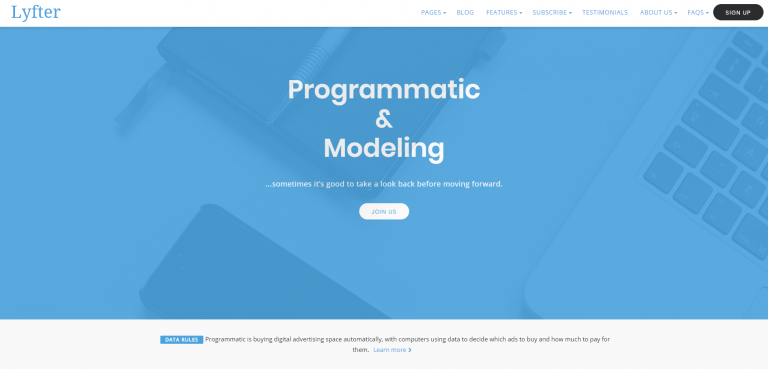 Lyfter
PAGES BLOG FEATURES SUBSCRIBE TESTIMONIALS ABOUT US FAQS SIGN UP
Programmatic
&
Modeling
...sometimes it's good to take a look back before moving forward.
JOIN US
DATA RULES Programmatic is buying digital advertising space automatically, with computers using data to decide which ads to buy and how much to pay for
them. Learn more